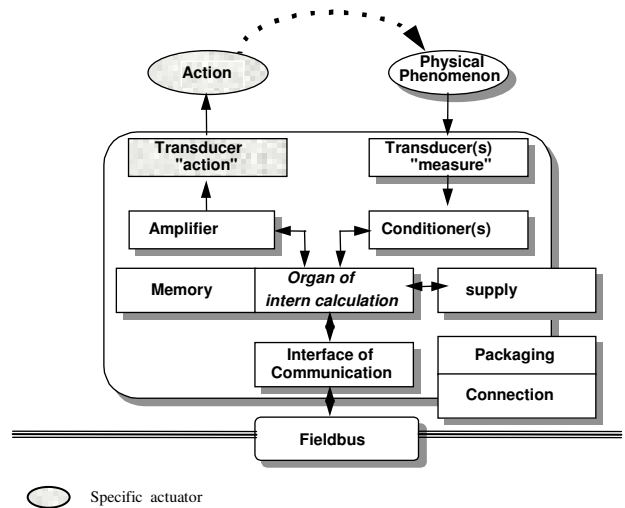 Action
Physical
Phenomenon
Transducer
"action"
Transducer(s)
"measure"
Amplifier
Conditioner(s)
Memory
Organ of
intern calculation
supply
Interface of
Communication
Packaging
Connection
Fieldbus
Specific actuator